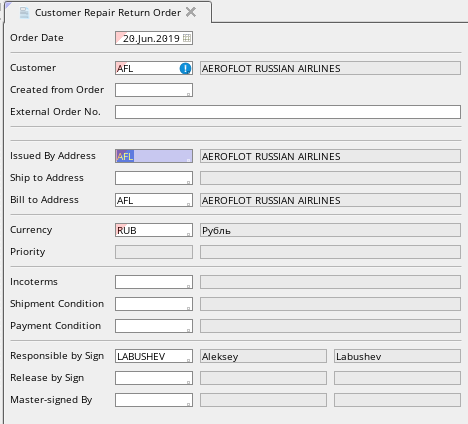 Customer Repair Return Order
Order Date 20.Jun.2019
Customer AFL AEROFLOT RUSSIAN AIRLINES
Created from Order
External Order No.
Issued By Address AFL AEROFLOT RUSSIAN AIRLINES
Ship to Address
Bill to Address AFL AEROFLOT RUSSIAN AIRLINES
Currency RUB Рубль
Priority
Incoterms
Shipment Condition
Payment Condition
Responsible by Sign LABUSHEV Aleksey Labushev
Release by Sign
Master-signed By